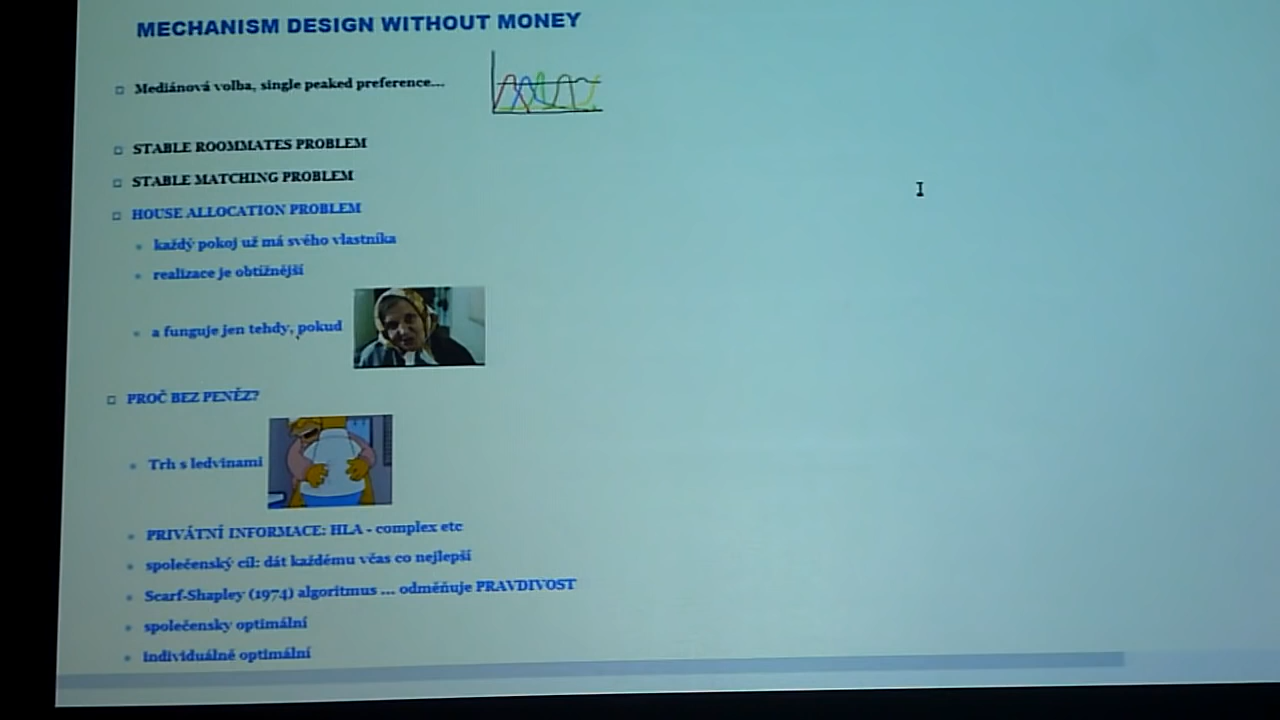 MECHANISM DESIGN WITHOUT MONEY
Mediánová volba, single peaked preference...
STABLE ROOMMATES PROBLEM
STABLE MATCHING PROBLEM
HOUSE ALLOCATION PROBLEM
každý pokoj už má svého vlastníka
realizace je obtížnější
a funguje jen tehdy, pokud
PROČ BEZ PENĚZ?
Trh s ledvinami
PRIVÁTNÍ INFORMACE: HLA - complex etc
společenský cíl: dát každému včas co nejlepší
Scarf-Shapley (1974) algoritmus ... odměňuje PRAVDIVOST
společensky optimální
individuálně optimální